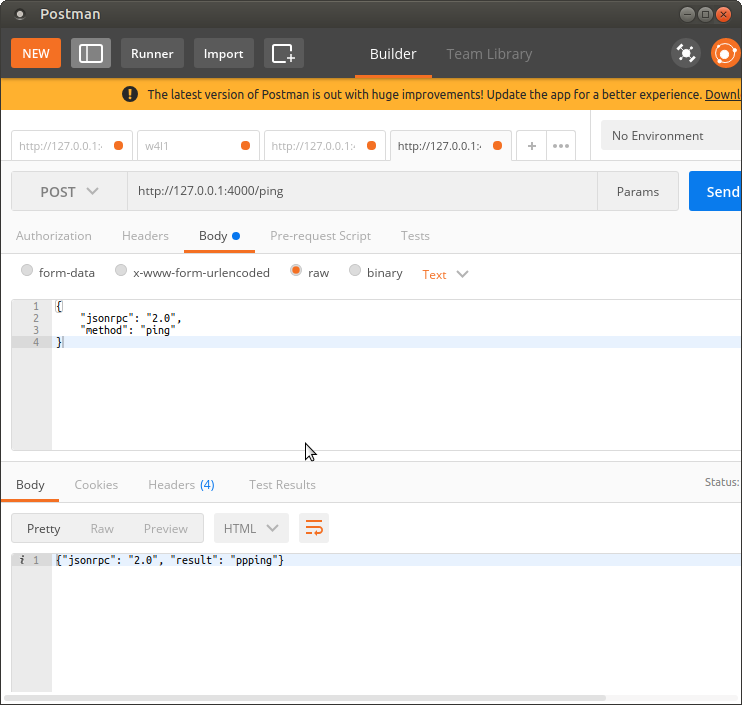 Postman
NEW Runner Import Builder Team Library
The latest version of Postman is out with huge improvements! Update the app for a better experience. Downl
http://127.0.0.1: w4l1 http://127.0.0.1: http://127.0.0.1: + ••• No Environment
POST http://127.0.0.1:4000/ping Params Send
Authorization Headers Body Pre-request Script Tests
form-data x-www-form-urlencoded raw binary Text
1 {
2 "jsonrpc": "2.0",
3 "method": "ping"
4 }
Body Cookies Headers (4) Test Results Status:
Pretty Raw Preview HTML
i 1 {"jsonrpc": "2.0", "result": "ppping"}